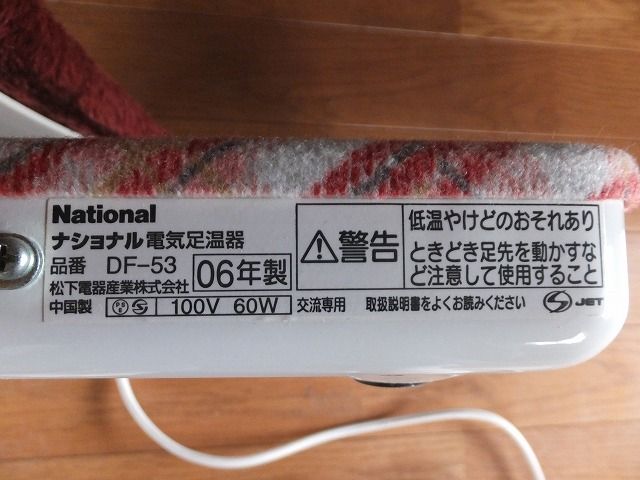 National
ナショナル電気足温器
品番 DF-53 06年製
松下電器産業株式会社
中国製 PS E 100V 60W 交流専用 取扱説明書をよくお読みください S JET
警告
低温やけどのおそれあり
ときどき足先を動かすな
ど注意して使用すること